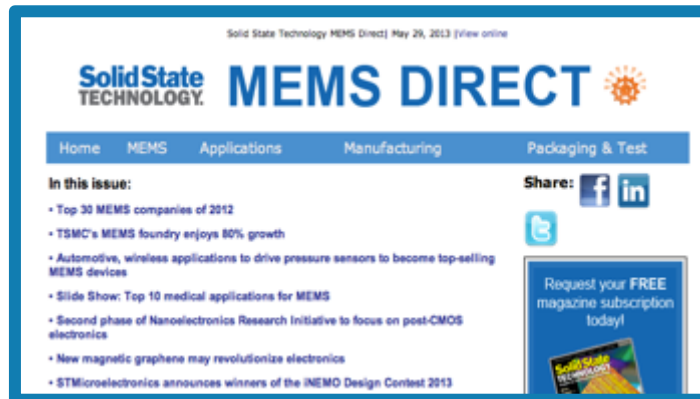 Solid State Technology MEMS Direct| May 29, 2013 |View online
Solid State
TECHNOLOGY.
MEMS DIRECT
Home MEMS Applications Manufacturing Packaging & Test
In this issue:
• Top 30 MEMS companies of 2012
• TSMC's MEMS foundry enjoys 80% growth
• Automotive, wireless applications to drive pressure sensors to become top-selling
MEMS devices
• Slide Show: Top 10 medical applications for MEMS
• Second phase of Nanoelectronics Research Initiative to focus on post-CMOS
electronics
• New magnetic graphene may revolutionize electronics
• STMicroelectronics announces winners of the iNEMO Design Contest 2013
Share:
f
in
t
Request your FREE
magazine subscription
today!
Solid State
TECHNOLOGY